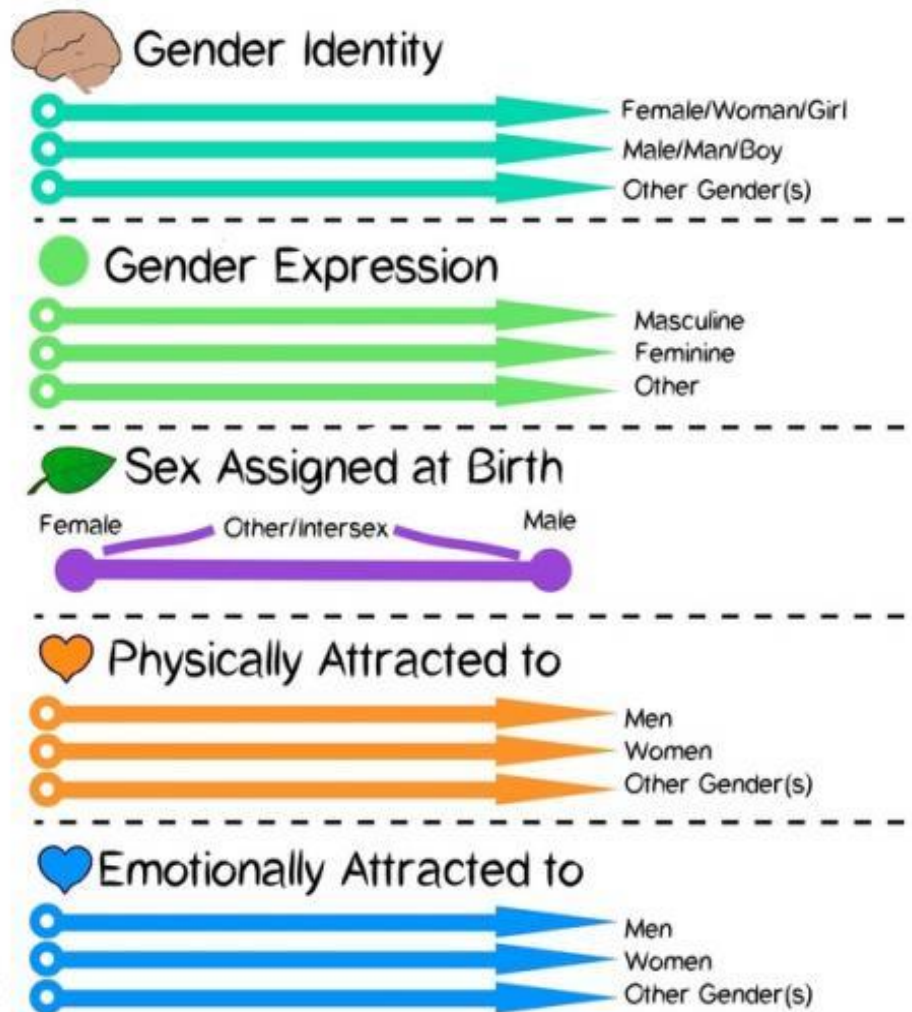 Gender Identity
Female/Woman/Girl
Male/Man/Boy
Other Gender(s)
Gender Expression
Masculine
Feminine
Other
Sex Assigned at Birth
Female Other/Intersex Male
Physically Attracted to
Men
Women
Other Gender(s)
Emotionally Attracted to
Men
Women
Other Gender(s)